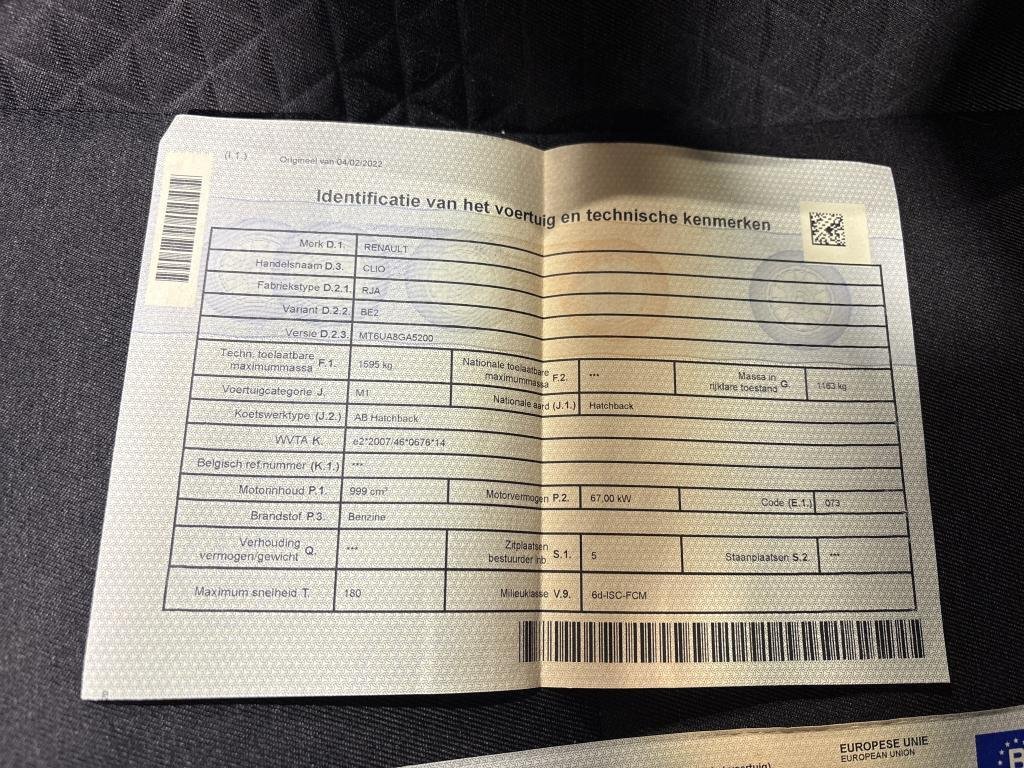 (I.1.) Origineel van 04/02/2022
Identificatie van het voertuig en technische kenmerken
Merk D.1. RENAULT
Handelsnaam D.3. CLIO
Fabriekstype D.2.1. RJA
Variant D.2.2. BE2
Versie D.2.3. MT6UA8GA5200
Techn. toelaatbare maximummassa F.1. 1595 kg Nationale toelaatbare maximummassa F.2. *** Massa in rijklare toestand G. 1163 kg
Voertuigcategorie J. M1 Nationale aard (J.1.) Hatchback
Koetswerktype (J.2.) AB Hatchback
WVTA K. e2*2007/46*0676*14
Belgisch ref.nummer (K.1.) ***
Motorinhoud P.1. 999 cm³ Motorvermogen P.2. 67,00 kW Code (E.1.) 073
Brandstof P.3. Benzine
Verhouding vermogen/gewicht Q. *** Zitplaatsen bestuurder inb S.1. 5 Staanplaatsen S.2. ***
Maximum snelheid T. 180 Milieuklasse V.9. 6d-ISC-FCM
EUROPESE UNIE
EUROPEAN UNION
B